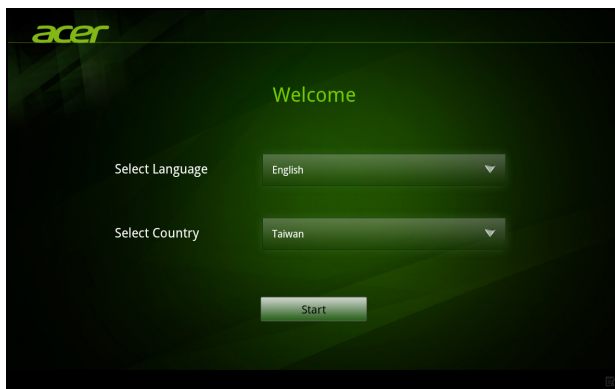 acer
Welcome
Select Language English
Select Country Taiwan
Start